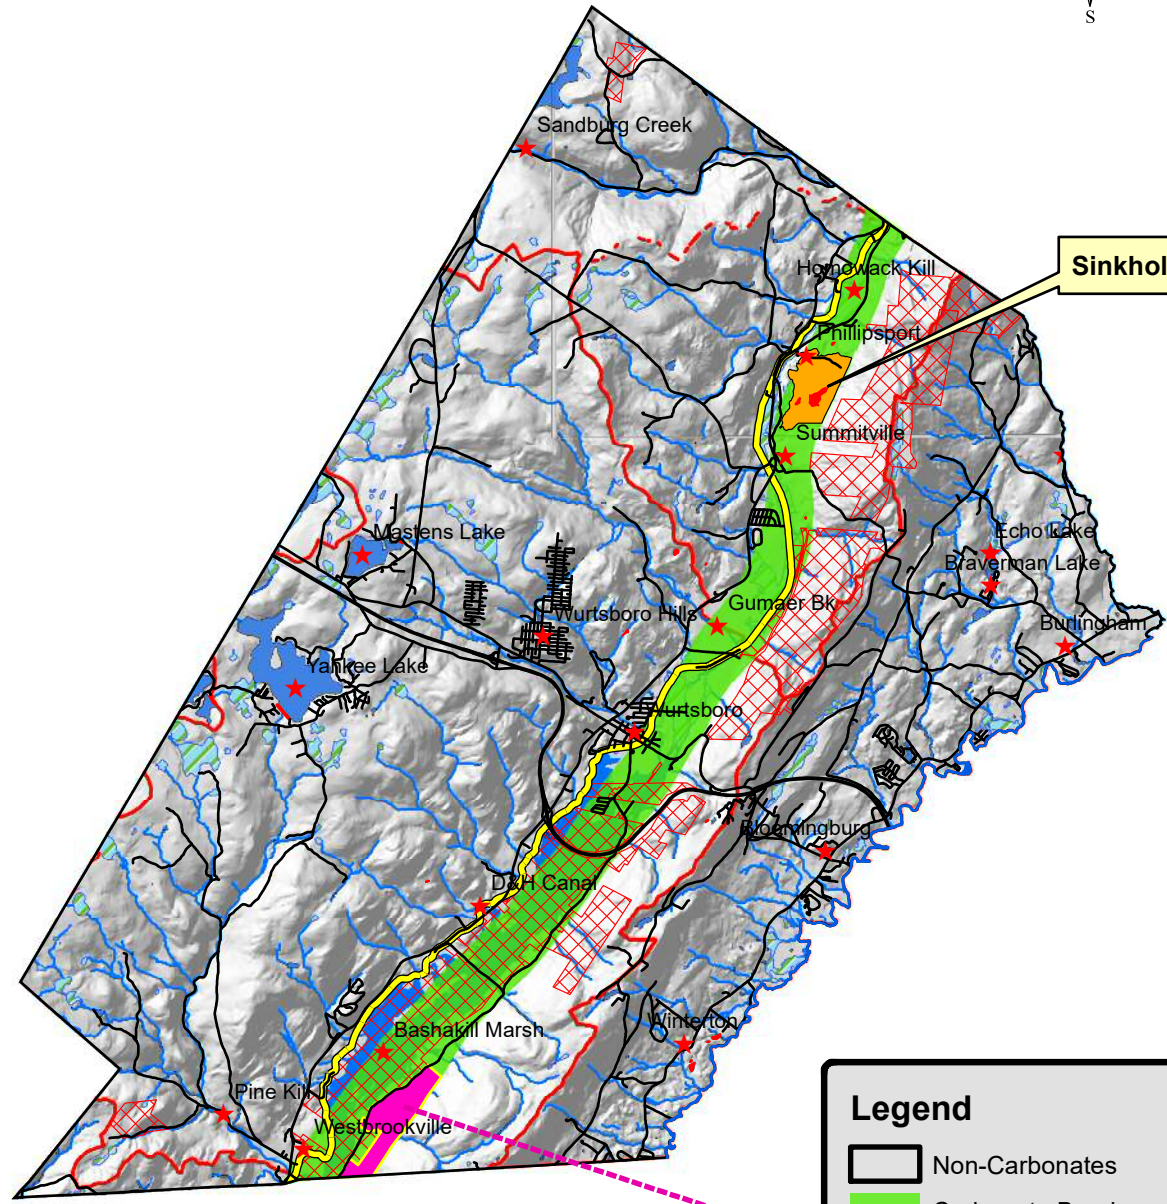 S
Sandburg Creek
Homowack Kill
Phillipsport
Summitville
Mastens Lake
Echo Lake
Braverman Lake
Wurtsboro Hills
Gumaer Bk
Burlingham
Yankee Lake
Wurtsboro
Bloomingburg
D&H Canal
Winterton
Bashakill Marsh
Pine Kill
Westbrookville
Legend
Non-Carbonates